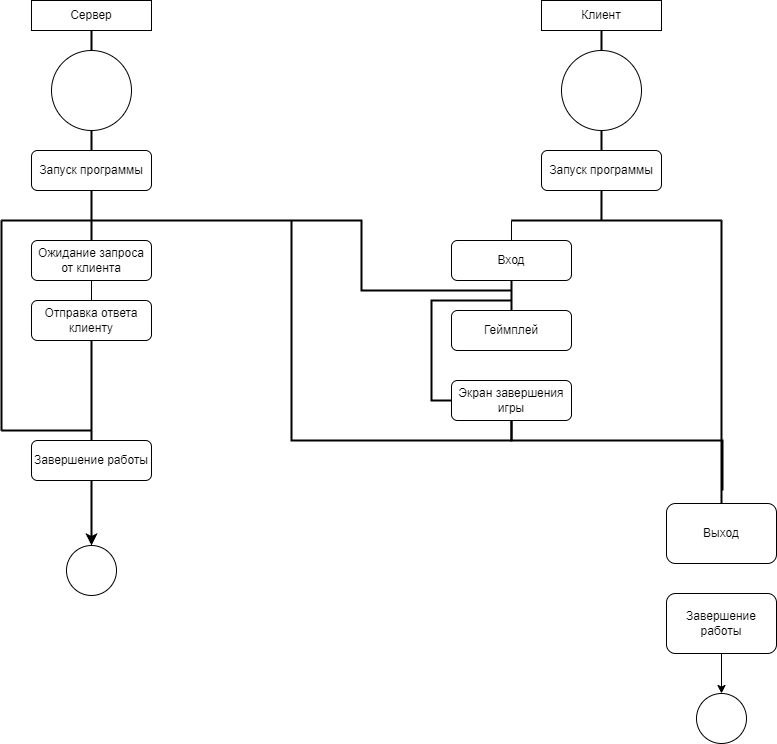 Сервер
Клиент
Запуск программы
Запуск программы
Ожидание запроса
от клиента
Вход
Отправка ответа
клиенту
Геймплей
Экран завершения
игры
Завершение работы
Выход
Завершение
работы